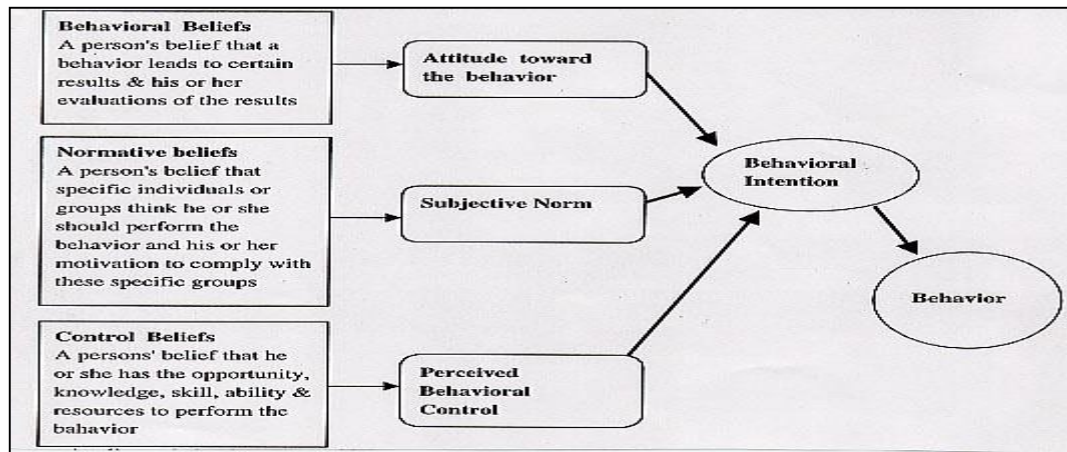 Behavioral Beliefs
A person's belief that a
behavior leads to certain
results & his or her
evaluations of the results
Attitude toward
the behavior
Normative beliefs
A person's belief that
specific individuals or
groups think he or she
should perform the
behavior and his or her
motivation to comply with
these specific groups
Subjective Norm
Behavioral
Intention
Behavior
Control Beliefs
A persons' belief that he
or she has the opportunity,
knowledge, skill, ability &
resources to perform the
bahavior
Perceived
Behavioral
Control